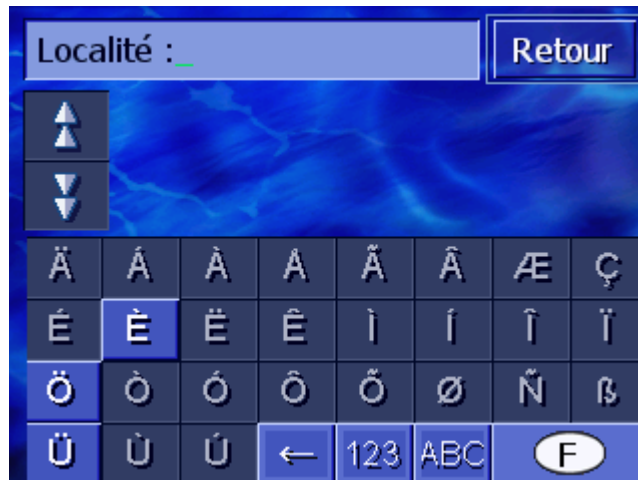 Localité :_
Retour
Ä Á À Å Ã Â Æ Ç
É È Ë Ê Ì Í Î Ï
Ö Ò Ó Ô Õ Ø Ñ ß
Ü Ù Ú ← 123 ABC F